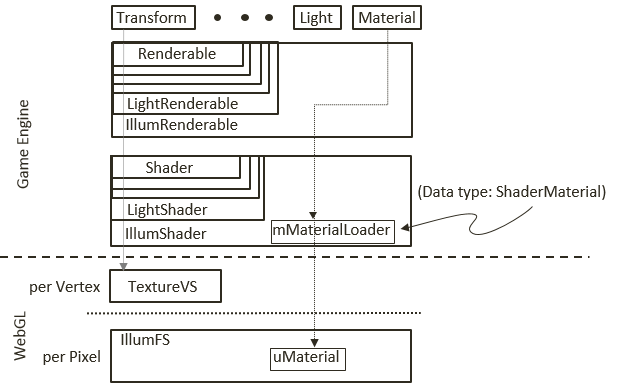 Transform • • • Light Material
Renderable
LightRenderable
IllumRenderable
Game Engine
Shader
(Data type: ShaderMaterial)
LightShader
IllumShader
mMaterialLoader
per Vertex TextureVS
WebGL
IllumFS
per Pixel uMaterial